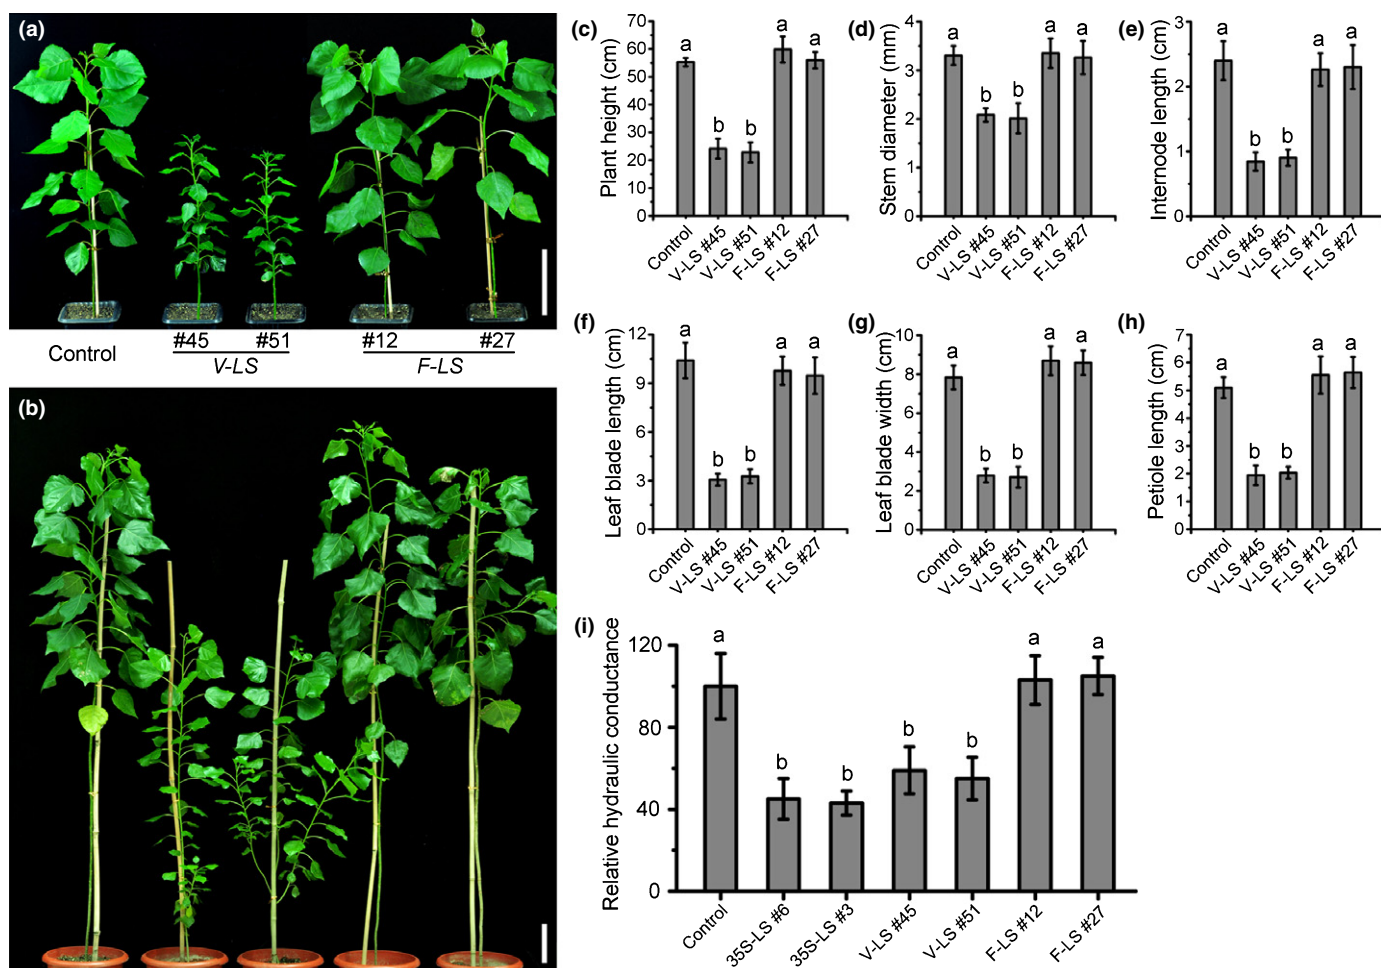 (a)
Control
#45 #51
V-LS
#12 #27
F-LS
(b)
(c)
Plant height (cm)
70
60
50
40
30
20
10
0
a
b
b
a
a
Control
V-LS #45
V-LS #51
F-LS #12
F-LS #27
(d)
Stem diameter (mm)
4
3
2
1
0
a
b
b
a
a
Control
V-LS #45
V-LS #51
F-LS #12
F-LS #27
(e)
Internode length (cm)
3
2
1
0
a
b
b
a
a
Control
V-LS #45
V-LS #51
F-LS #12
F-LS #27
(f)
Leaf blade length (cm)
12
9
6
3
0
a
b
b
a
a
Control
V-LS #45
V-LS #51
F-LS #12
F-LS #27
(g)
Leaf blade width (cm)
10
8
6
4
2
0
a
b
b
a
a
Control
V-LS #45
V-LS #51
F-LS #12
F-LS #27
(h)
Petiole length (cm)
7
6
5
4
3
2
1
0
a
b
b
a
a
Control
V-LS #45
V-LS #51
F-LS #12
F-LS #27
(i)
Relative hydraulic conductance
120
80
40
0
a
b
b
b
b
a
a
Control
35S-LS #6
35S-LS #3
V-LS #45
V-LS #51
F-LS #12
F-LS #27